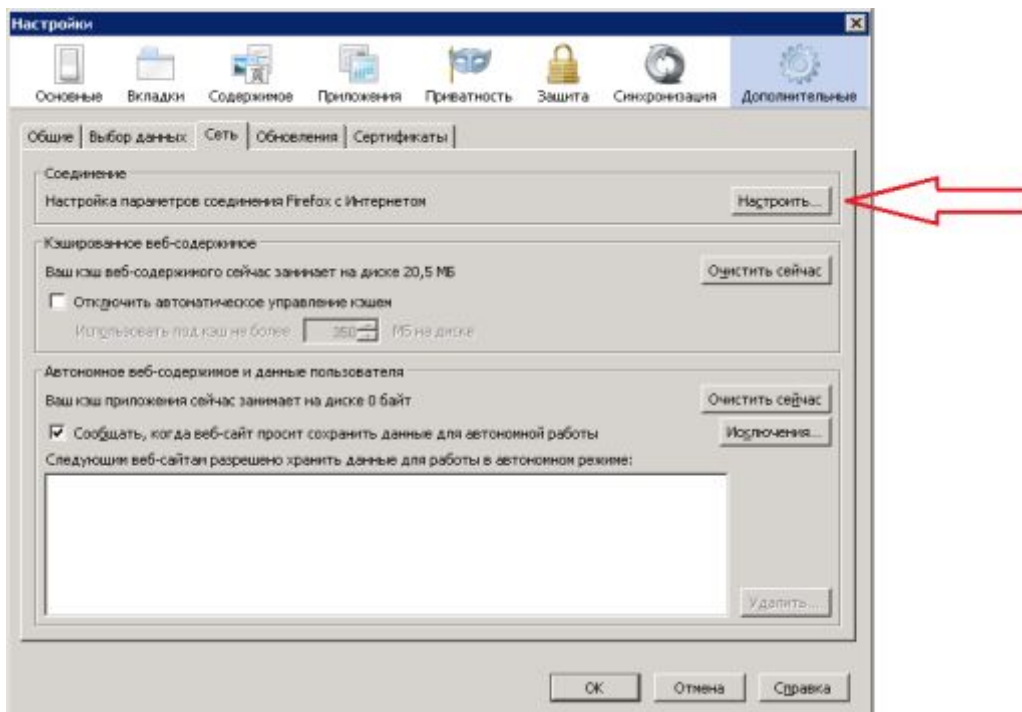 Настройки
Основные Вкладки Содержимое Приложения Приватность Защита Синхронизация Дополнительные
Общие Выбор данных Сеть Обновления Сертификаты
Соединение
Настройка параметров соединения Firefox с Интернетом Настроить...
Кэшированное веб-содержимое
Ваш кэш веб-содержимого сейчас занимает на диске 20,5 МБ Очистить сейчас
Отключить автоматическое управление кэшем
Использовать под кэш не более 350 МБ на диске
Автономное веб-содержимое и данные пользователя
Ваш кэш приложения сейчас занимает на диске 0 байт Очистить сейчас
Сообщать, когда веб-сайт просит сохранить данные для автономной работы Исключения...
Следующим веб-сайтам разрешено хранить данные для работы в автономном режиме:
Удалить...
ОК Отмена Справка